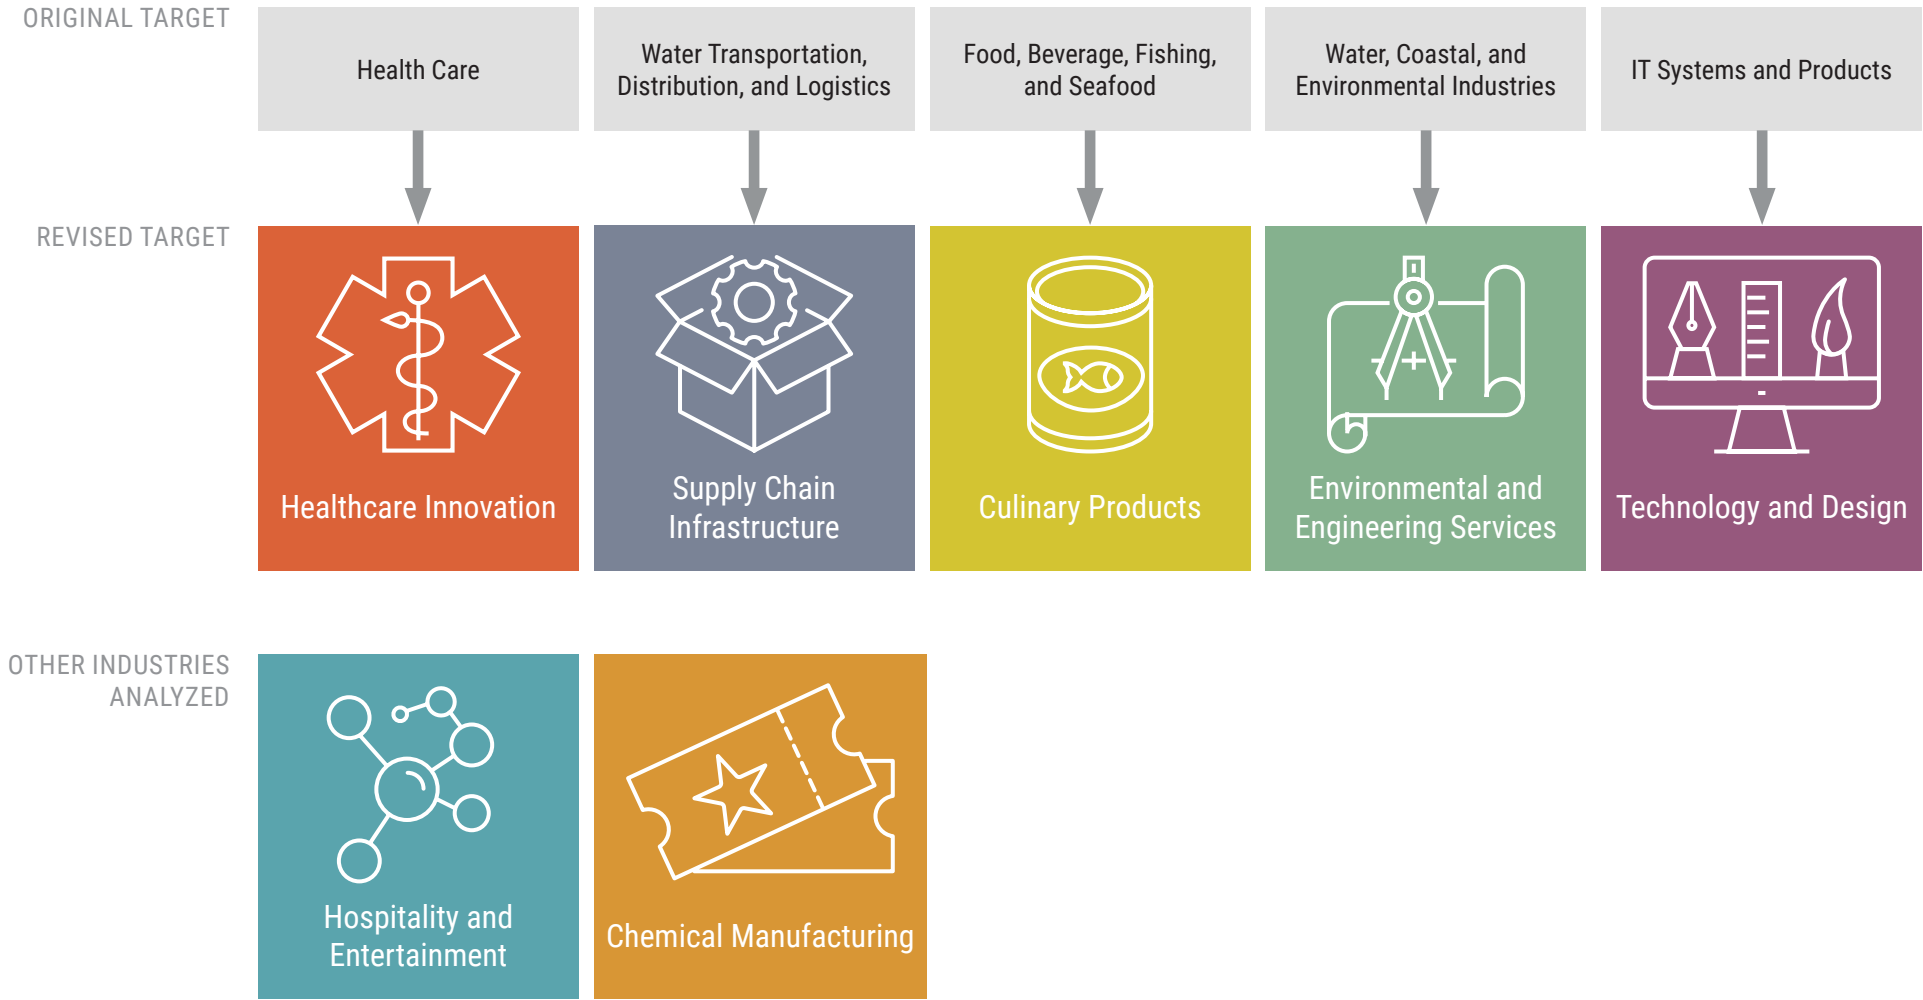 ORIGINAL TARGET
Health Care
Water Transportation,
Distribution, and Logistics
Food, Beverage, Fishing,
and Seafood
Water, Coastal, and
Environmental Industries
IT Systems and Products
REVISED TARGET
Healthcare Innovation
Supply Chain
Infrastructure
Culinary Products
Environmental and
Engineering Services
Technology and Design
OTHER INDUSTRIES
ANALYZED
Hospitality and
Entertainment
Chemical Manufacturing